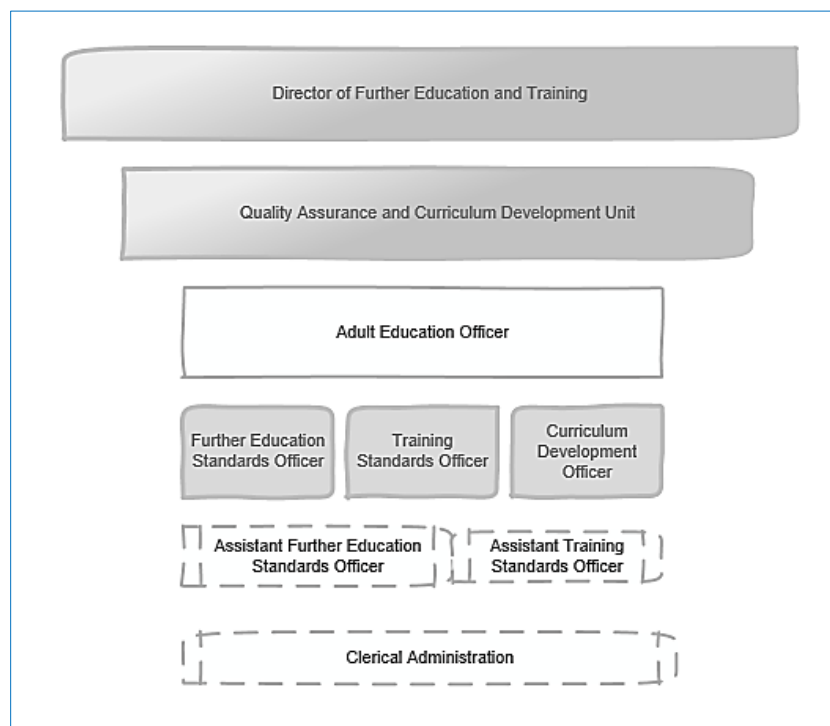 Director of Further Education and Training
Quality Assurance and Curriculum Development Unit
Adult Education Officer
Further Education
Standards Officer
Training
Standards Officer
Curriculum
Development
Officer
Assistant Further Education
Standards Officer
Assistant Training
Standards Officer
Clerical Administration